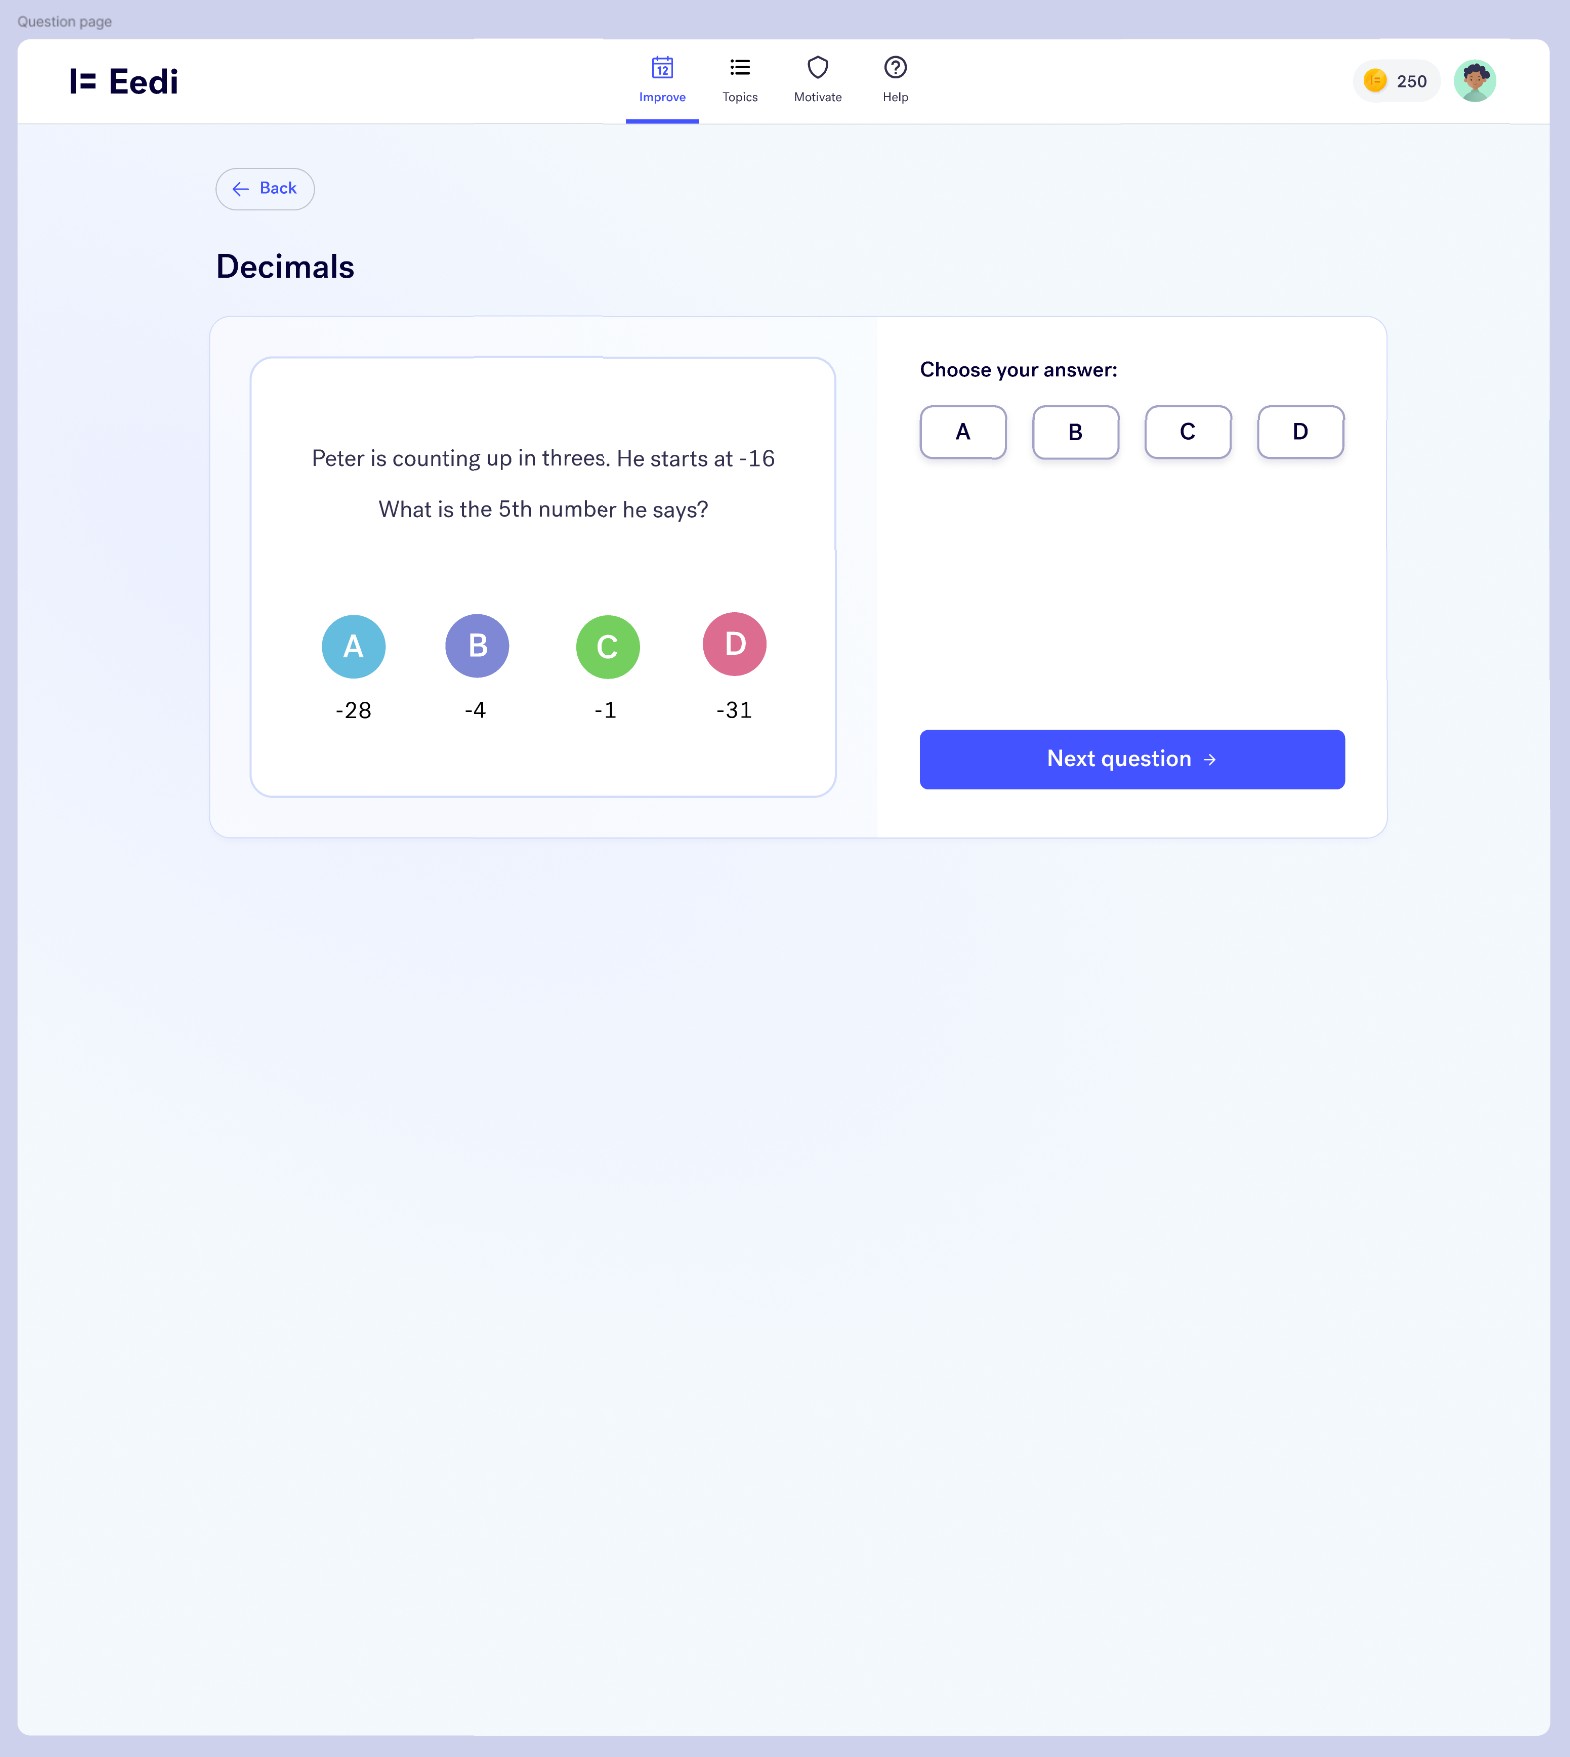 Question page
Eedi
12
Improve
Topics
Motivate
Help
250
Back
Decimals
Peter is counting up in threes. He starts at -16
What is the 5th number he says?
A
B
C
D
-28
-4
-1
-31
Choose your answer:
A
B
C
D
Next question →